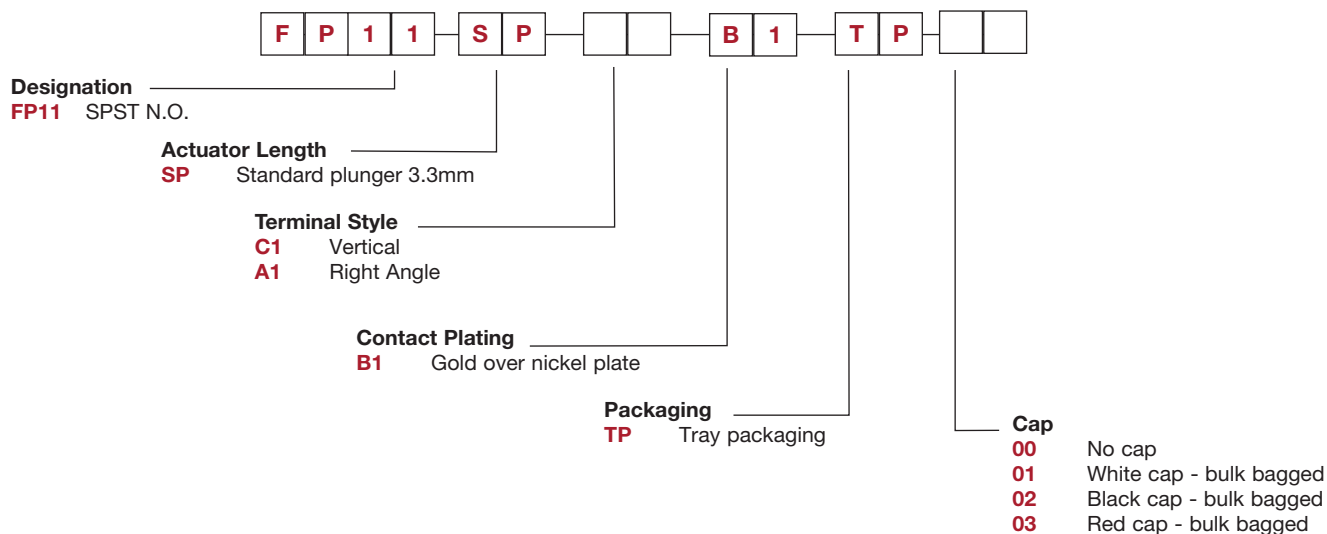 F P 1 1 S P B 1 T P
Designation
FP11 SPST N.O.
Actuator Length
SP Standard plunger 3.3mm
Terminal Style
C1 Vertical
A1 Right Angle
Contact Plating
B1 Gold over nickel plate
Packaging
TP Tray packaging
Cap
00 No cap
01 White cap - bulk bagged
02 Black cap - bulk bagged
03 Red cap - bulk bagged